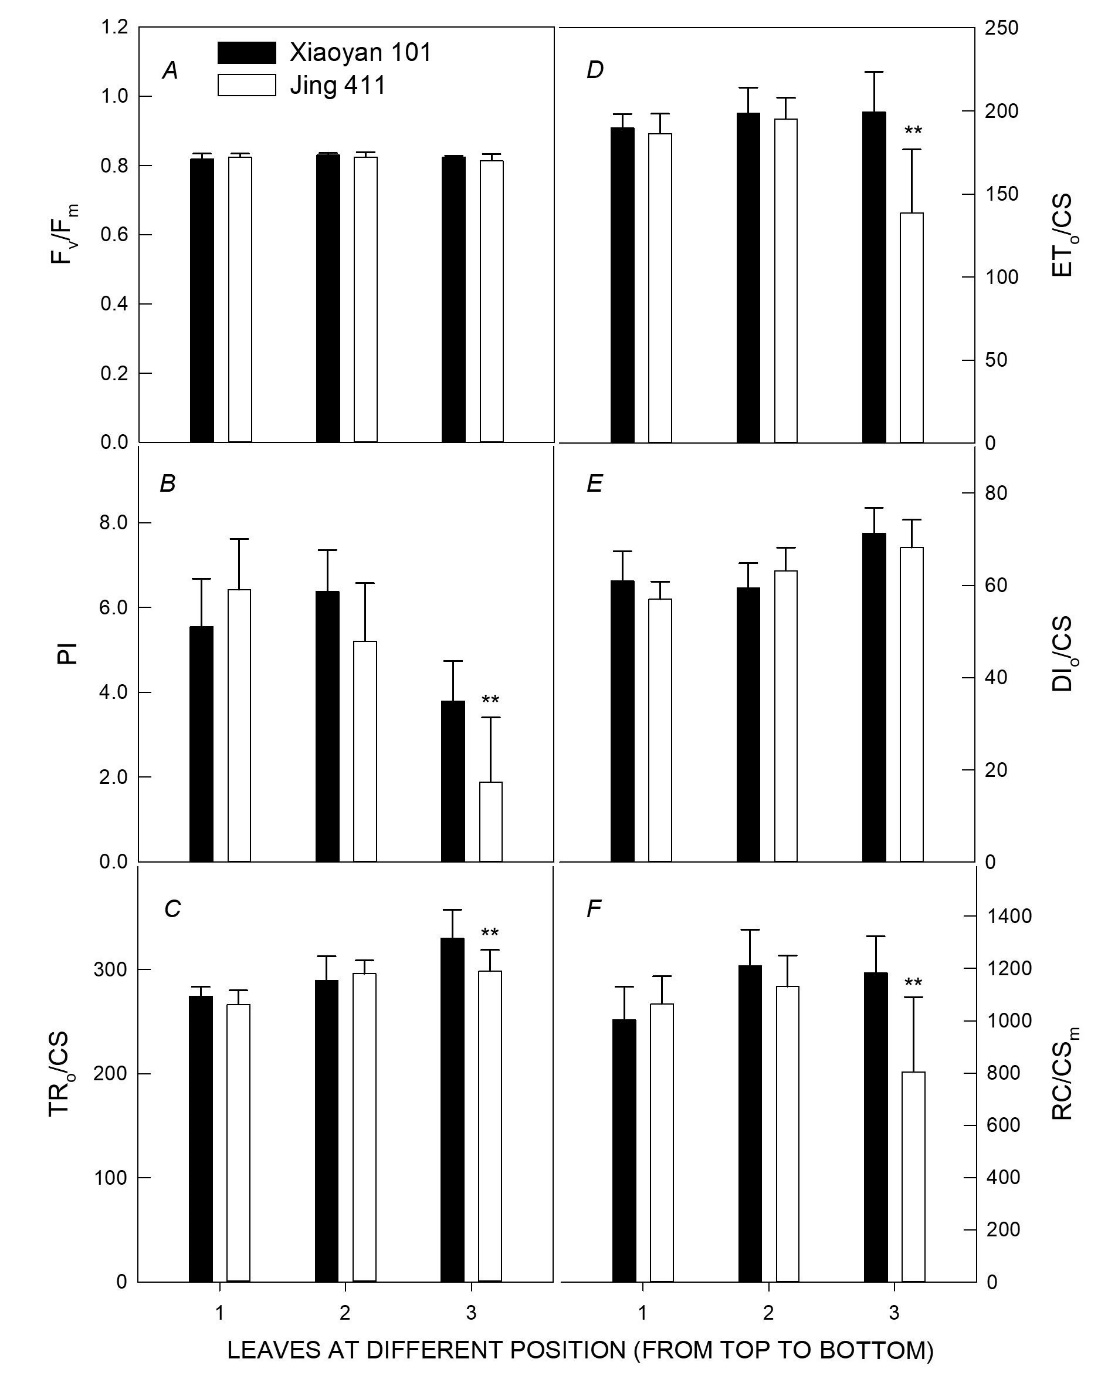 1.2
1.0
0.8
0.6
0.4
0.2
0.0
Fv/Fm
A
Xiaoyan 101
Jing 411
D
**
250
200
150
100
50
0
ETo/CS
8.0
6.0
4.0
2.0
0.0
PI
B
**
E
80
60
40
20
0
DIo/CS
300
200
100
0
TRo/CS
C
**
F
**
1400
1200
1000
800
600
400
200
0
RC/CSm
1 2 3 1 2 3
LEAVES AT DIFFERENT POSITION (FROM TOP TO BOTTOM)